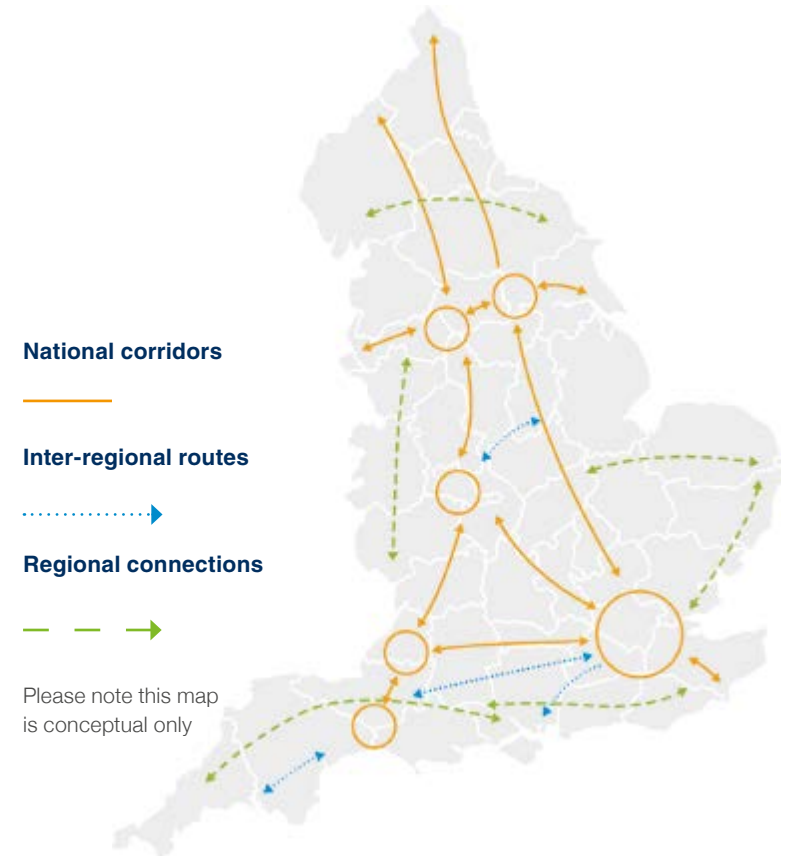 National corridors
Inter-regional routes
Regional connections
Please note this map
is conceptual only